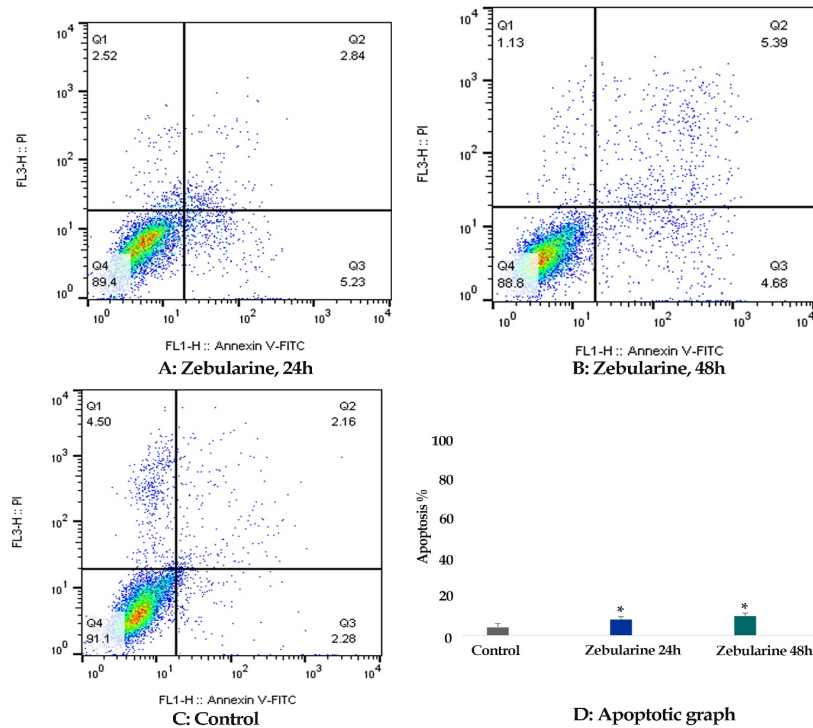 10^4
Q1
2.52
Q2
2.84
10^3
FL3-H :: PI
10^2
10^1
Q4
89.4
Q3
5.23
10^0
10^0 10^1 10^2 10^3 10^4
FL1-H :: Annexin V-FITC
A: Zebularine, 24h
10^4
Q1
1.13
Q2
5.39
10^3
FL3-H :: PI
10^2
10^1
Q4
88.8
Q3
4.68
10^0
10^0 10^1 10^2 10^3 10^4
FL1-H :: Annexin V-FITC
B: Zebularine, 48h
10^4
Q1
4.50
Q2
2.16
10^3
FL3-H :: PI
10^2
10^1
Q4
91.1
Q3
2.28
10^0
10^0 10^1 10^2 10^3 10^4
FL1-H :: Annexin V-FITC
C: Control
100
80
60
Apoptosis %
40
20
0
* *
Control Zebularine 24h Zebularine 48h
D: Apoptotic graph